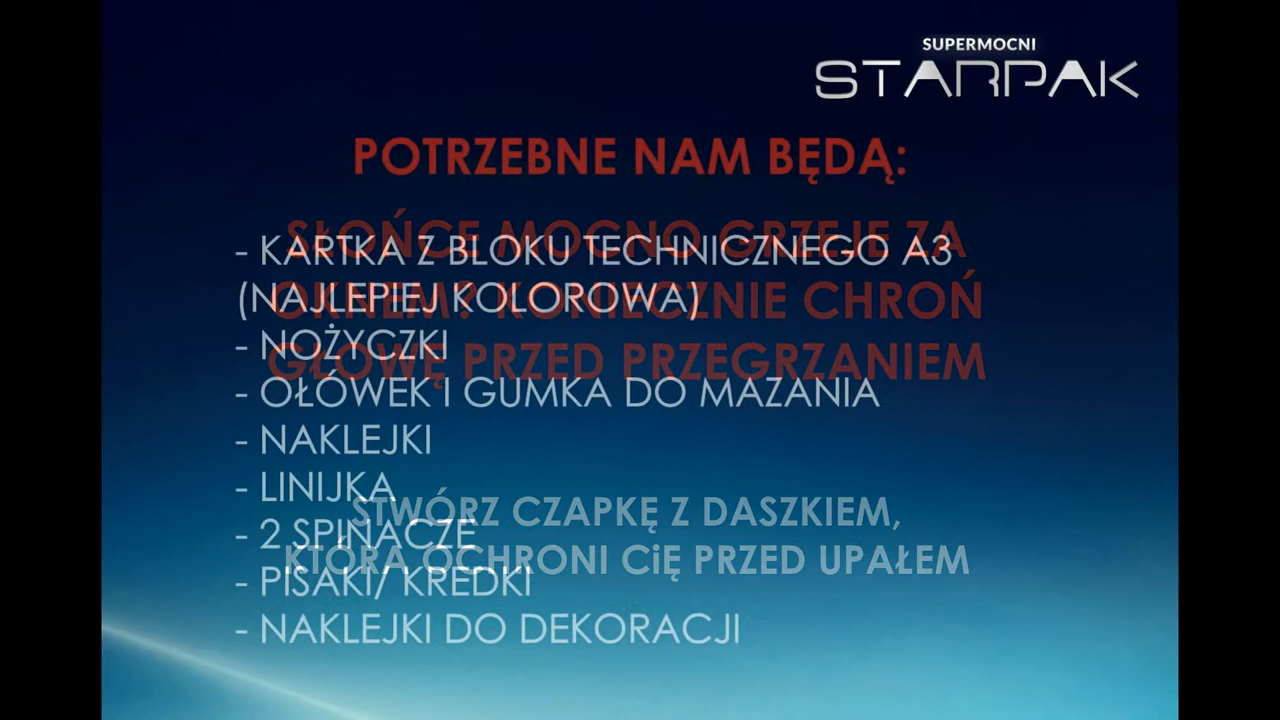 SUPERMOCNI
STARPAK
POTRZEBNE NAM BĘDĄ:
- KARTKA Z BLOKU TECHNICZNEGO A3
(NAJLEPIEJ KOLOROWA)
- NOŻYCZKI
- OŁÓWEK I GUMKA DO MAZANIA
- NAKLEJKI
- LINIJKA
- 2 SPINACZE
- PISAKI/ KREDKI
- NAKLEJKI DO DEKORACJI
SŁOŃCE MOCNO GRZEJE ZA
OKNEM? KONIECZNIE CHROŃ
GŁOWĘ PRZED PRZEGRZANIEM
STWÓRZ CZAPKĘ Z DASZKIEM,
KTÓRA OCHRONI CiĘ PRZED UPAŁEM